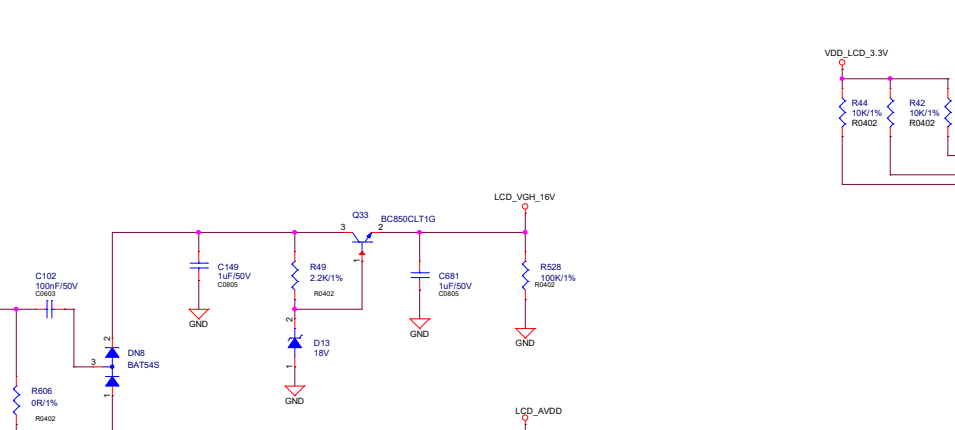 VDD_LCD_3.3V
R44
10K/1%
R0402
R42
10K/1%
R0402
LCD_VGH_16V
Q33
BC850CLT1G
3
2
1
C149
1uF/50V
C0805
R49
2.2K/1%
R0402
C681
1uF/50V
C0805
R528
100K/1%
R0402
C102
100nF/50V
C0603
GND
GND
GND
2
D13
18V
1
GND
2
DN8
BAT54S
3
1
R606
0R/1%
R0402
LCD_AVDD